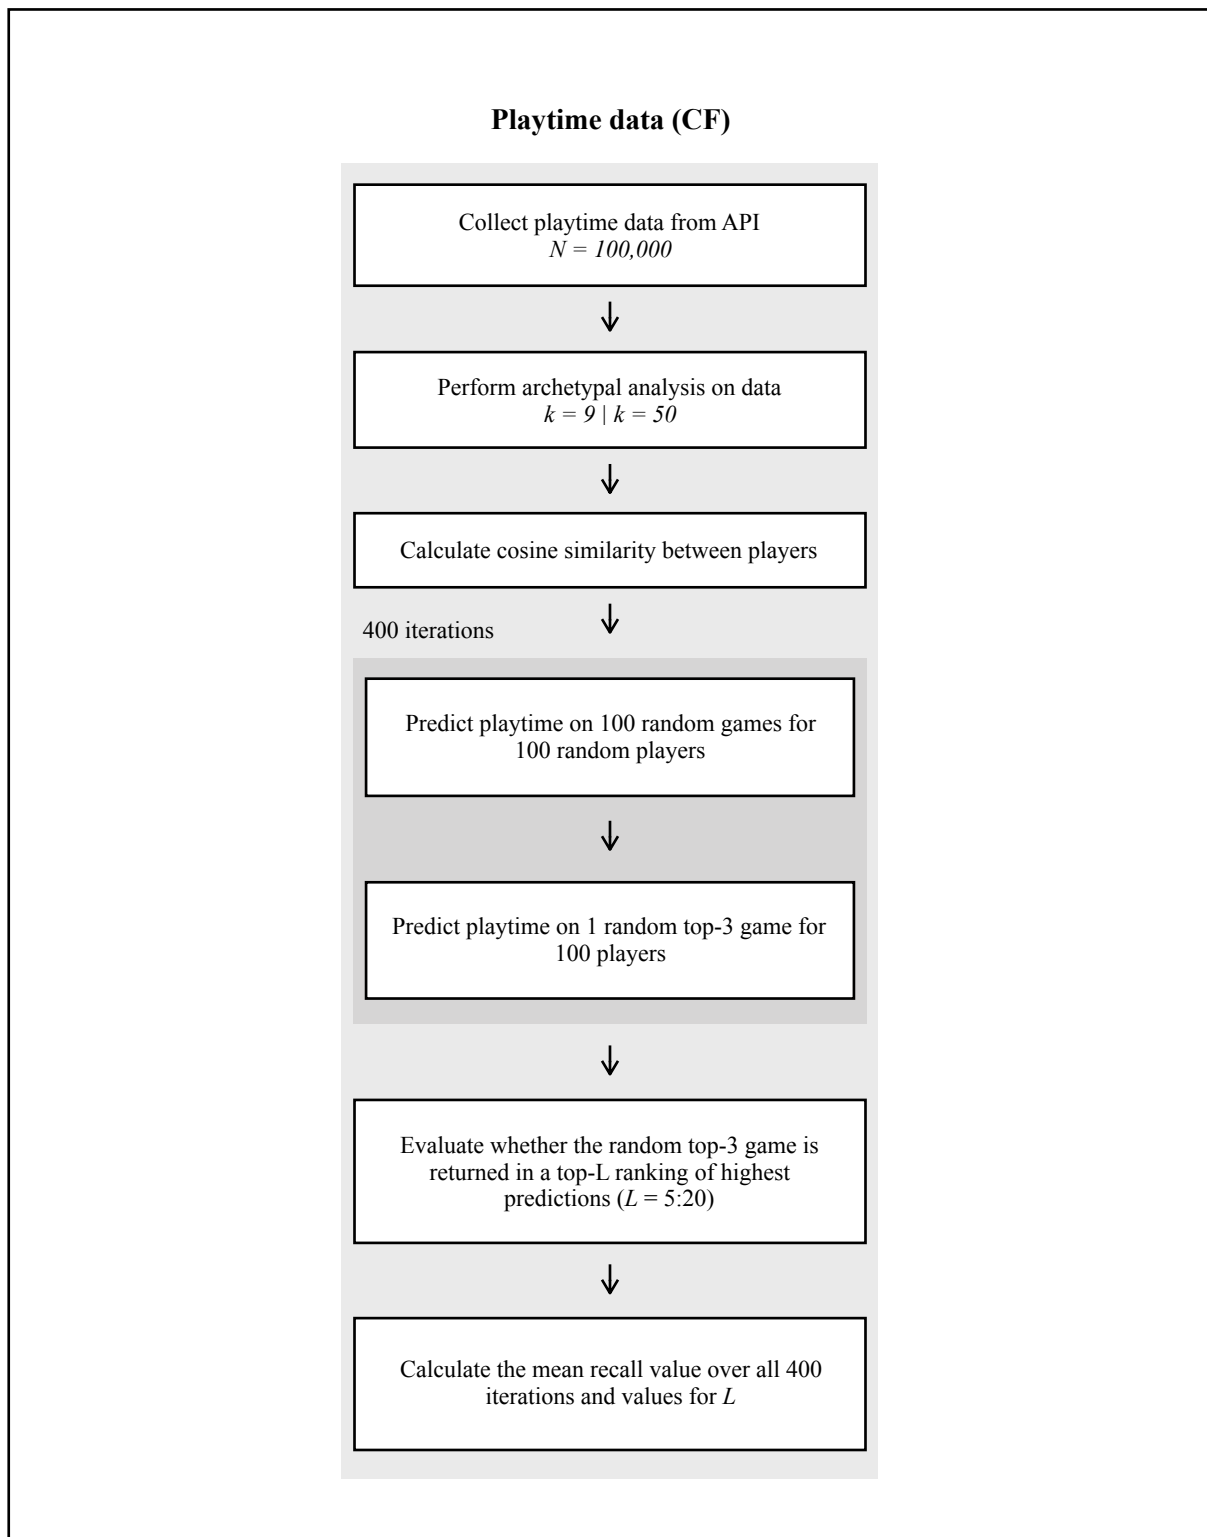 Playtime data (CF)
Collect playtime data from API
N = 100,000
Perform archetypal analysis on data
k = 9 | k = 50
Calculate cosine similarity between players
400 iterations
Predict playtime on 100 random games for
100 random players
Predict playtime on 1 random top-3 game for
100 players
Evaluate whether the random top-3 game is
returned in a top-L ranking of highest
predictions (L = 5:20)
Calculate the mean recall value over all 400
iterations and values for L